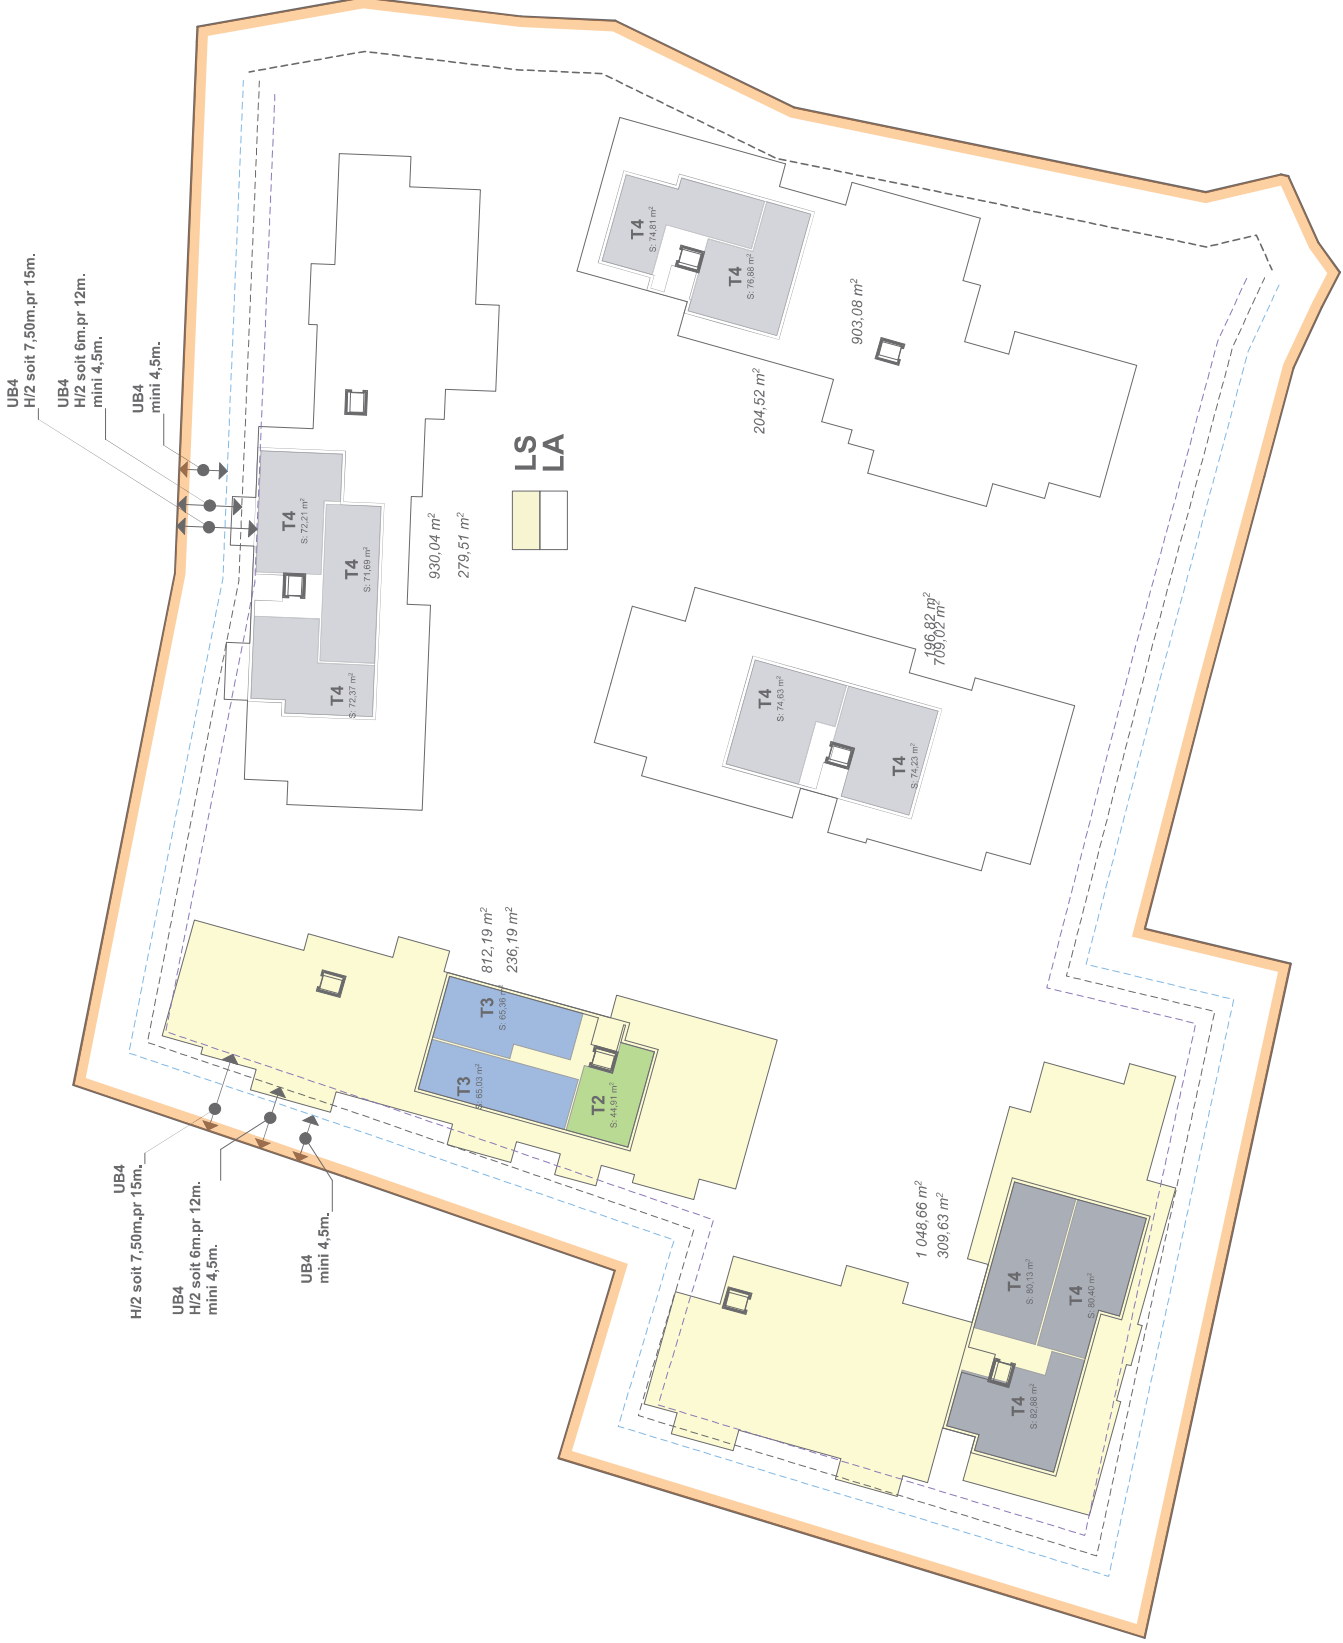 UB4
H/2 soit 7,50m.pr 15m.
UB4
H/2 soit 6m.pr 12m.
mini 4,5m.
UB4
mini 4,5m.
T4
S: 74,81 m²
T4
S: 76,88 m²
903,08 m²
204,52 m²
LS
LA
T4
S: 72,21 m²
T4
S: 71,69 m²
T4
S: 72,37 m²
930,04 m²
279,51 m²
196,82 m²
709,02 m²
T4
S: 74,63 m²
T4
S: 74,23 m²
812,19 m²
236,19 m²
T3
S: 65,36 m²
T3
S: 65,03 m²
T2
S: 44,91 m²
UB4
H/2 soit 7,50m.pr 15m.
UB4
H/2 soit 6m.pr 12m.
mini 4,5m.
UB4
mini 4,5m.
1 048,66 m²
309,63 m²
T4
S: 80,13 m²
T4
S: 80,40 m²
T4
S: 82,88 m²